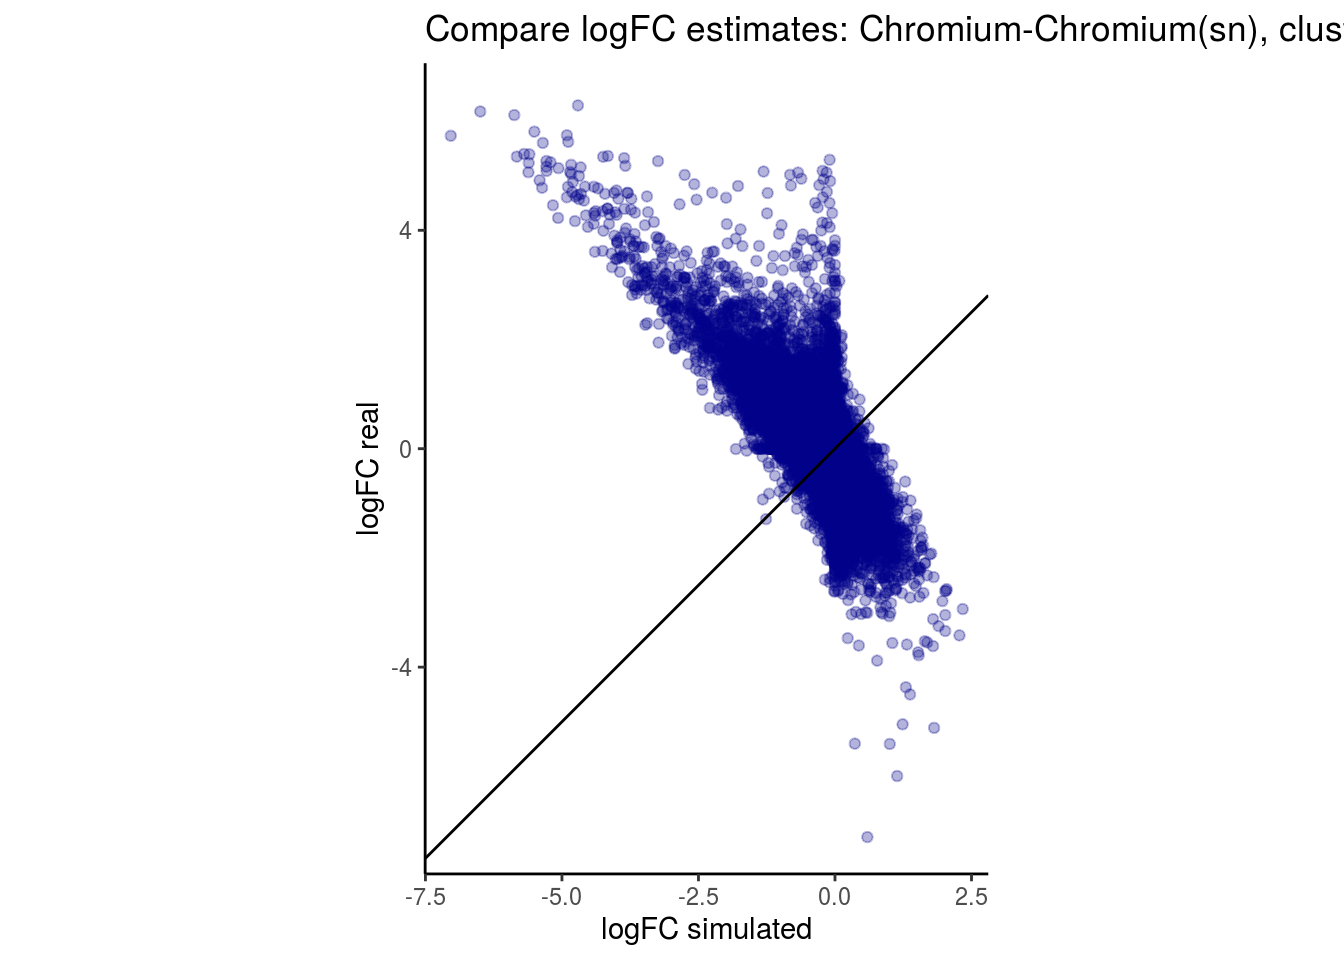 Compare logFC estimates: Chromium-Chromium(sn), clus
4
0
-4
logFC real
-7.5 -5.0 -2.5 0.0 2.5
logFC simulated